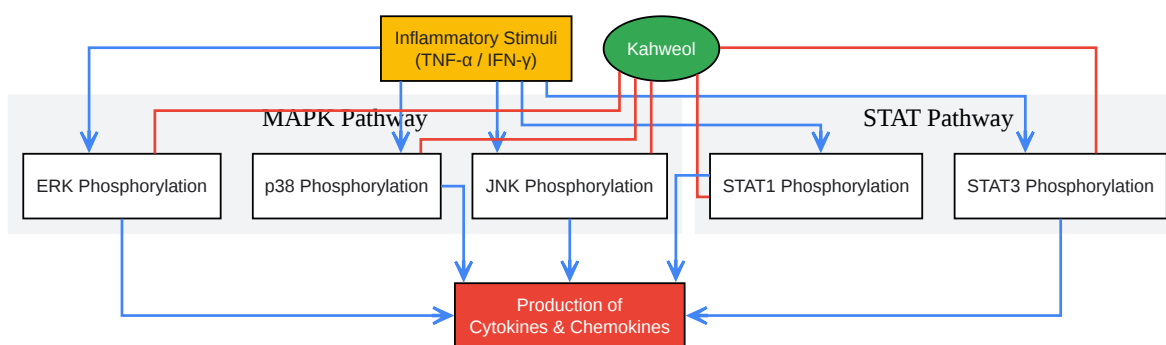 Inflammatory Stimuli
(TNF-α / IFN-γ)
Kahweol
MAPK Pathway
STAT Pathway
ERK Phosphorylation
p38 Phosphorylation
JNK Phosphorylation
STAT1 Phosphorylation
STAT3 Phosphorylation
Production of
Cytokines & Chemokines